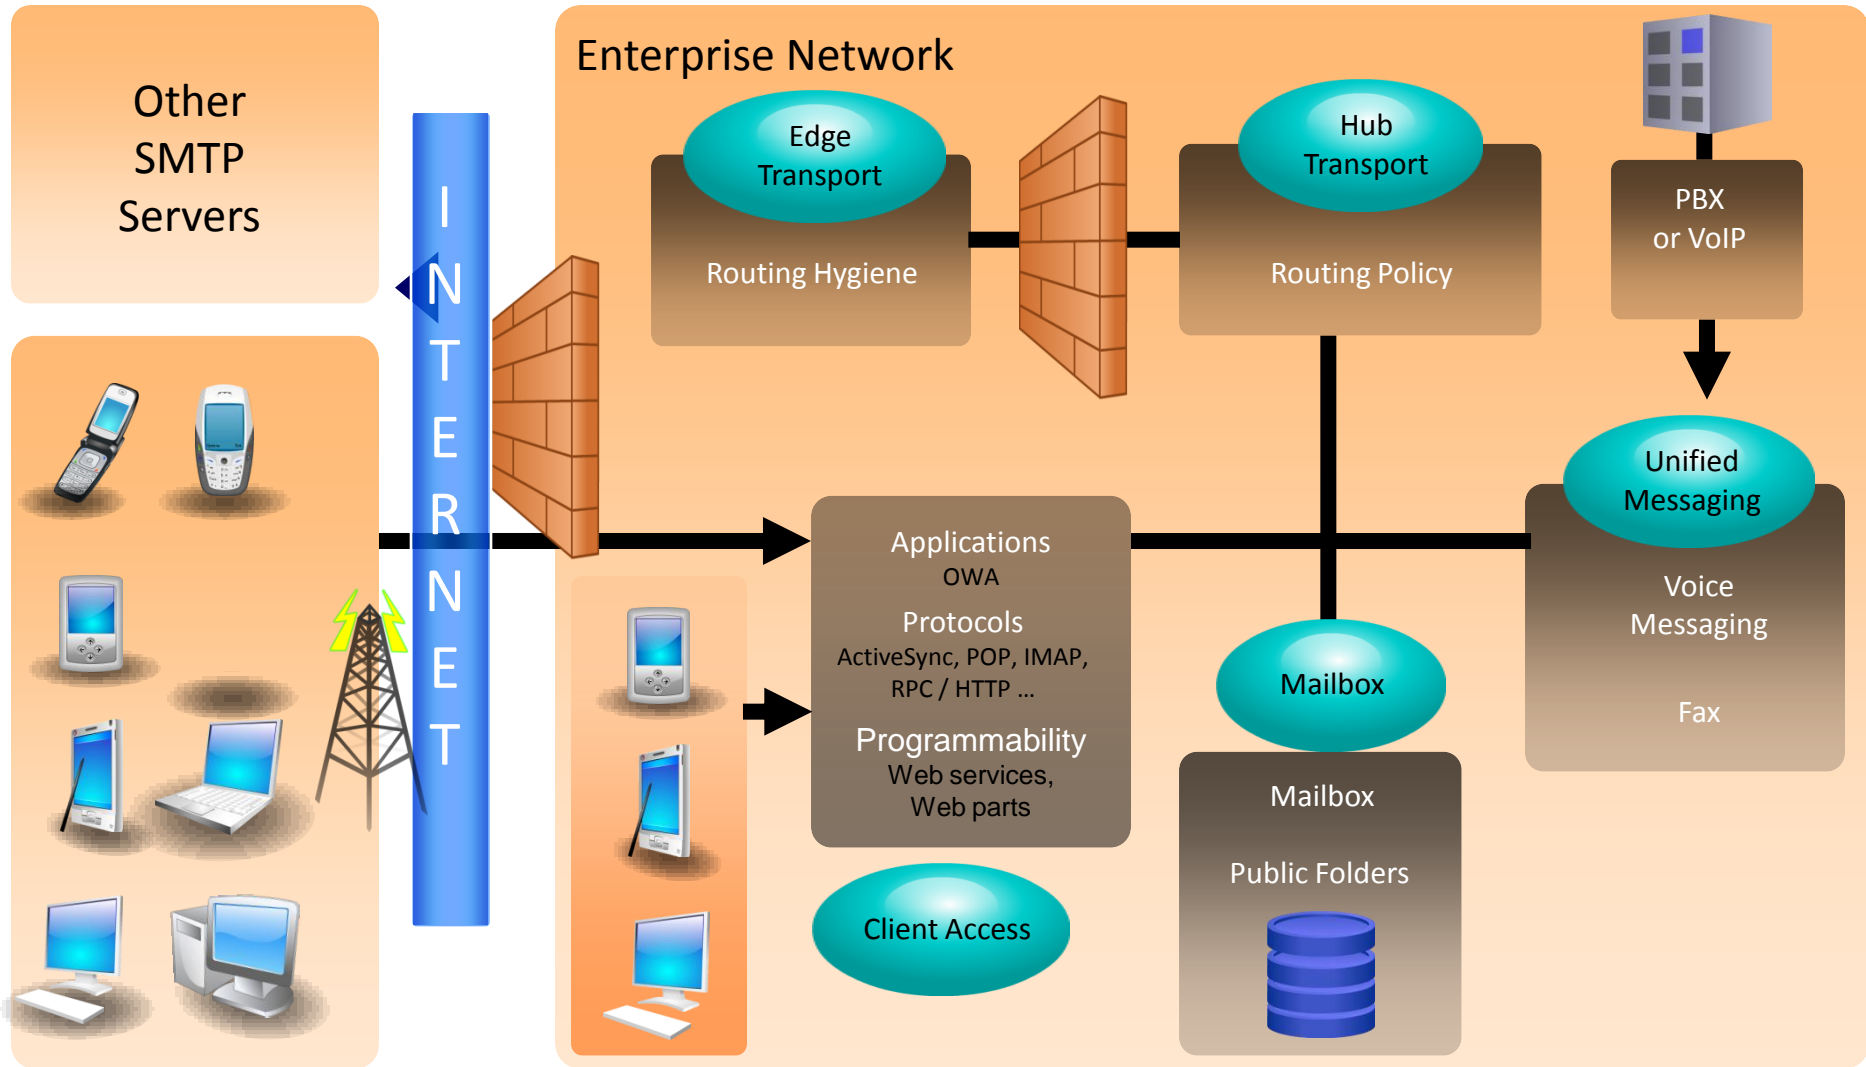 Other
SMTP
Servers
INTERNET
Enterprise Network
Edge
Transport
Routing Hygiene
Hub
Transport
Routing Policy
PBX
or VoIP
Unified
Messaging
Voice
Messaging
Fax
Applications
OWA
Protocols
ActiveSync, POP, IMAP,
RPC / HTTP ...
Programmability
Web services,
Web parts
Client Access
Mailbox
Mailbox
Public Folders